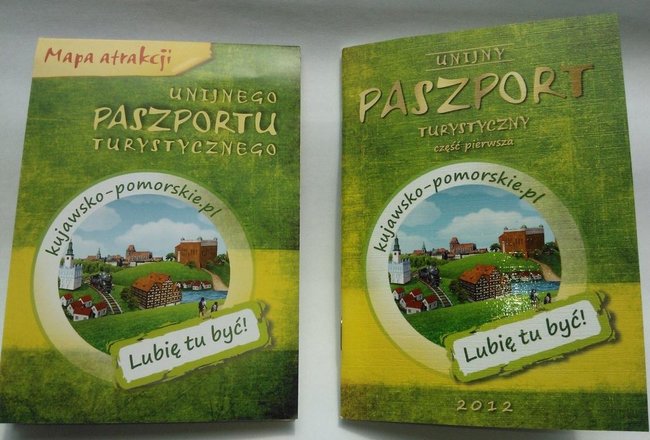 Mapa atrakcji
UNIJNEGO
PASZPORTU
TURYSTYCZNEGO
kujawsko-pomorskie.pl
Lubię tu być!
UNIJNY
PASZPORT
TURYSTYCZNY
część pierwsza
kujawsko-pomorskie.pl
Lubię tu być!
2012